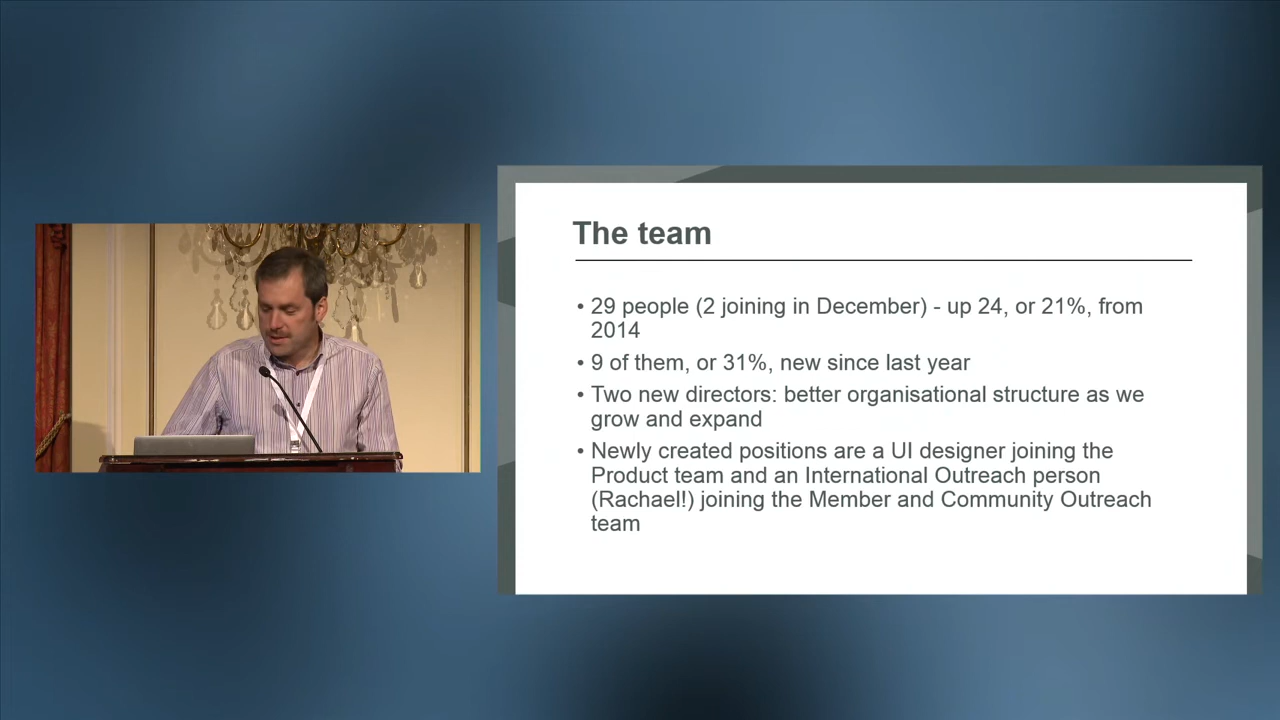 The team
• 29 people (2 joining in December) - up 24, or 21%, from
2014
• 9 of them, or 31%, new since last year
• Two new directors: better organisational structure as we
grow and expand
• Newly created positions are a UI designer joining the
Product team and an International Outreach person
(Rachael!) joining the Member and Community Outreach
team